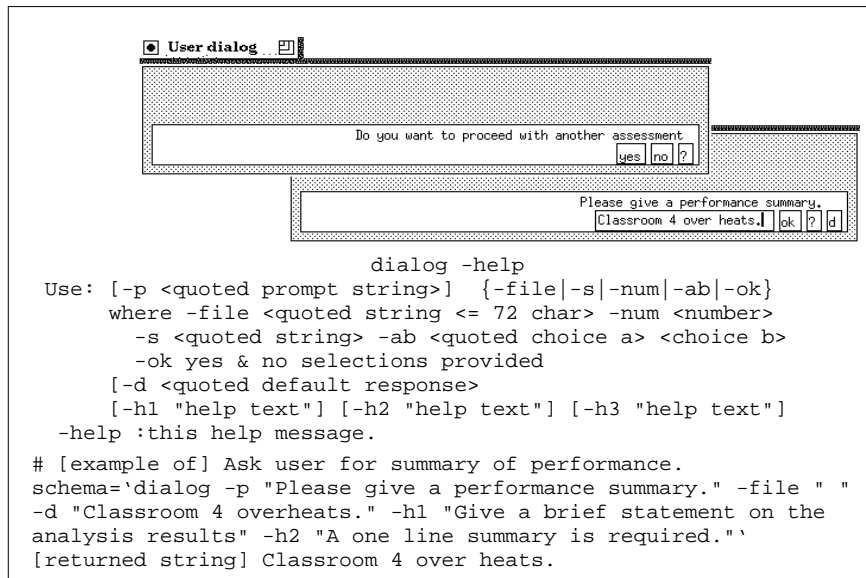 User dialog
Do you want to proceed with another assessment
yes no ?
Please give a performance summary.
Classroom 4 over heats. ok ? d
dialog -help
Use: [-p <quoted prompt string>] {-file|-s|-num|-ab|-ok}
where -file <quoted string <= 72 char> -num <number>
-s <quoted string> -ab <quoted choice a> <choice b>
-ok yes & no selections provided
[-d <quoted default response>
[-h1 "help text"] [-h2 "help text"] [-h3 "help text"]
-help :this help message.
# [example of] Ask user for summary of performance.
schema=‘dialog -p "Please give a performance summary." -file " "
-d "Classroom 4 overheats." -h1 "Give a brief statement on the
analysis results" -h2 "A one line summary is required."‘
[returned string] Classroom 4 over heats.